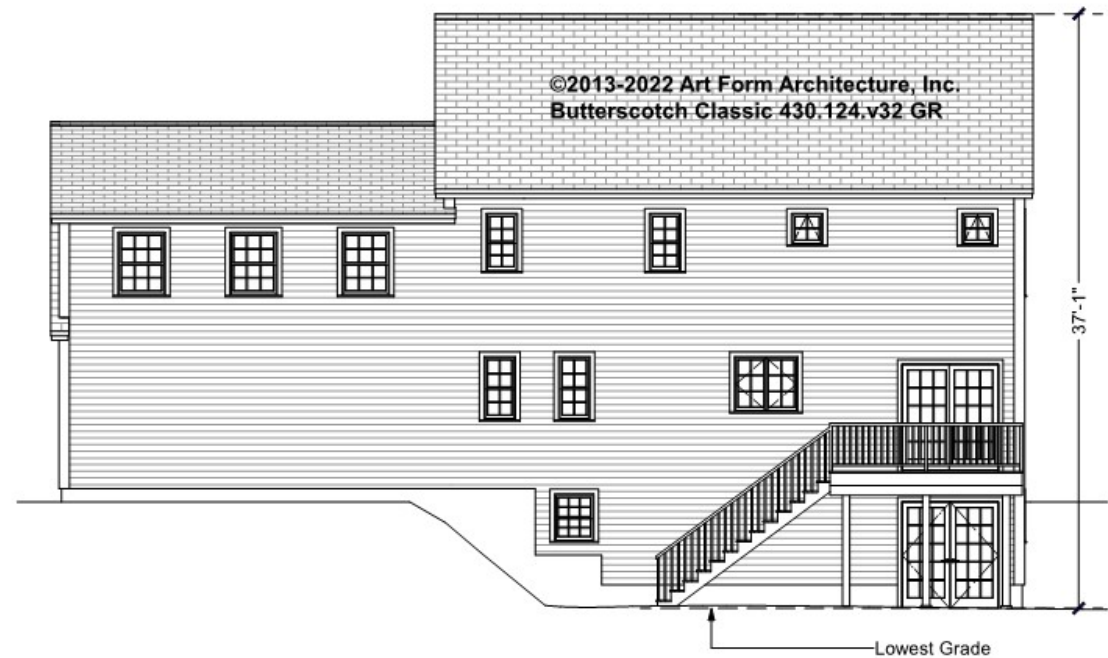 ©2013-2022 Art Form Architecture, Inc.
Butterscotch Classic 430.124.v32 GR
37'-1"
Lowest Grade